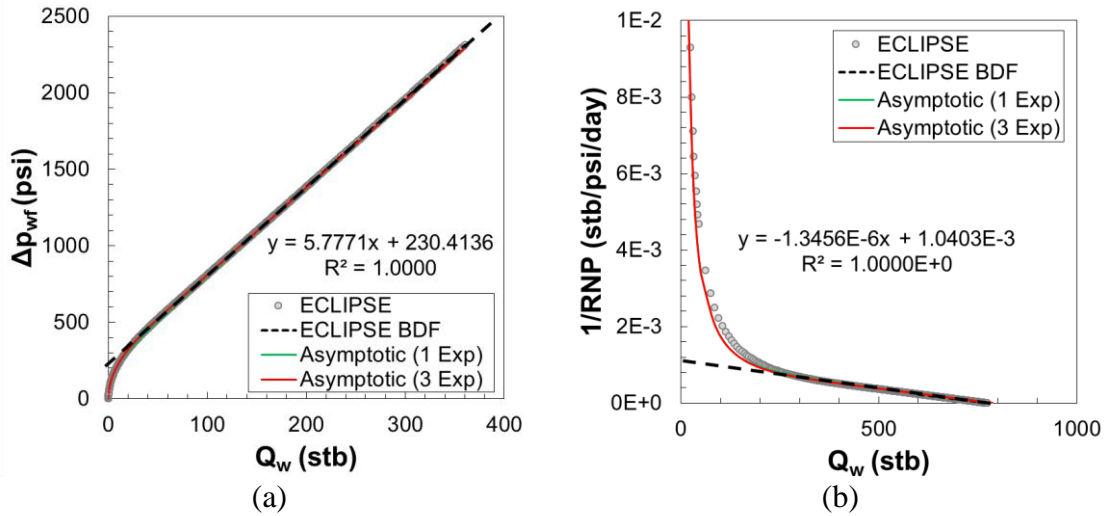 2500
2000
1500
1000
500
0
0 100 200 300 400
Δp_wf (psi)
Q_w (stb)
y = 5.7771x + 230.4136
R² = 1.0000
ECLIPSE
ECLIPSE BDF
Asymptotic (1 Exp)
Asymptotic (3 Exp)
(a)
1E-2
8E-3
6E-3
4E-3
2E-3
0E+0
0 500 1000
1/RNP (stb/psi/day)
Q_w (stb)
ECLIPSE
ECLIPSE BDF
Asymptotic (1 Exp)
Asymptotic (3 Exp)
y = -1.3456E-6x + 1.0403E-3
R² = 1.0000E+0
(b)